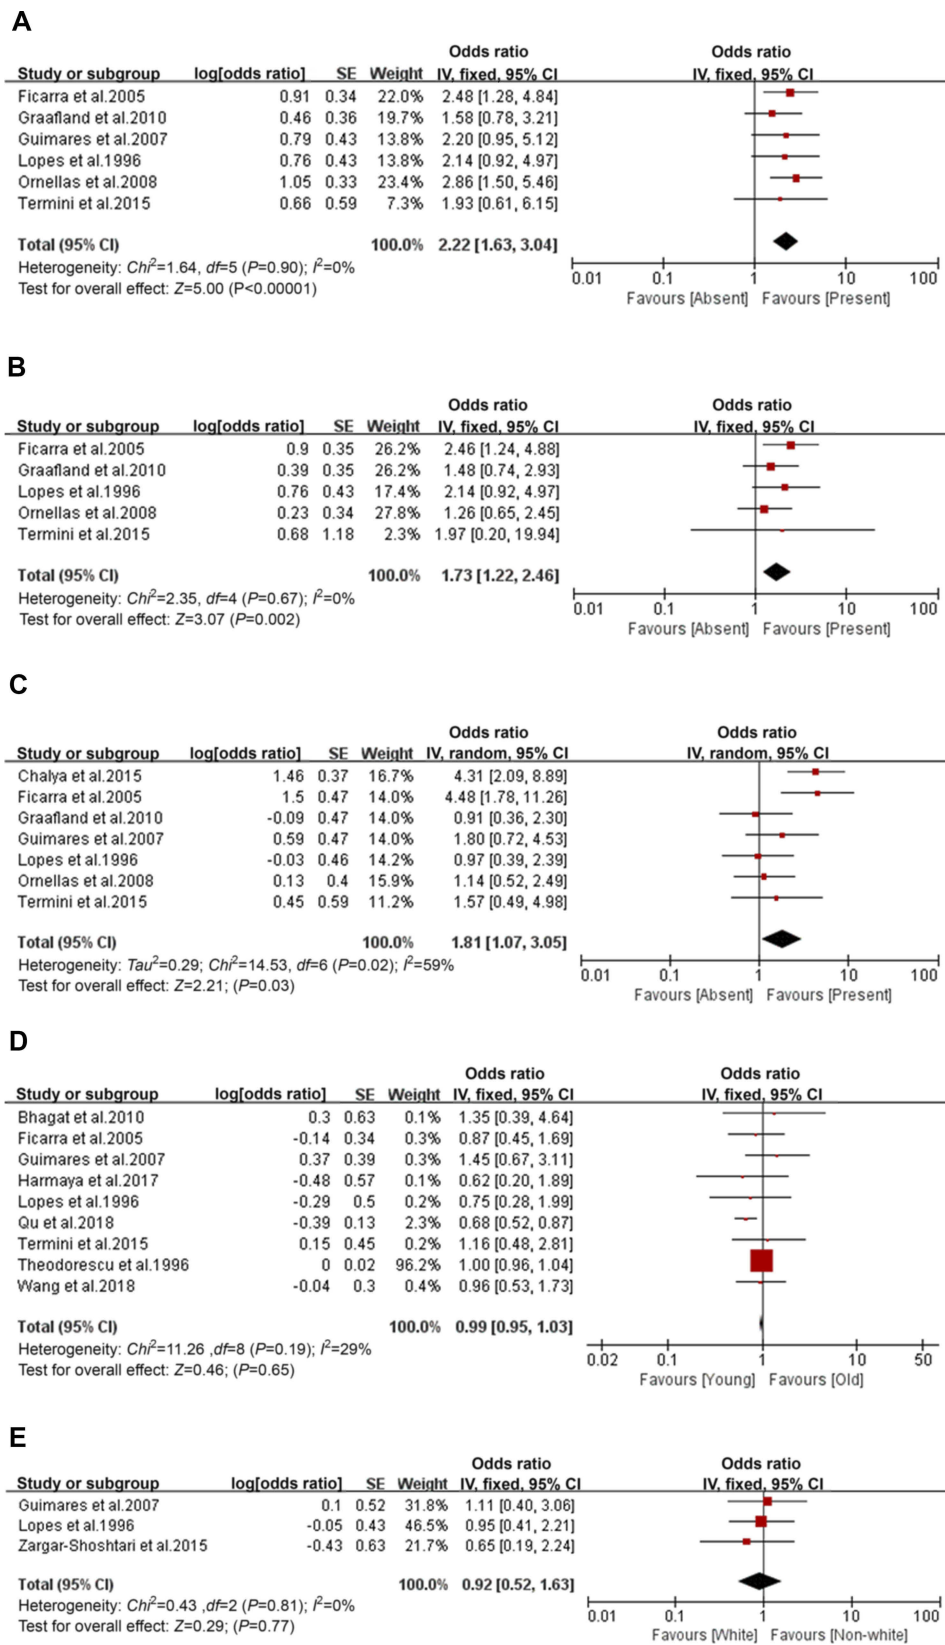 A
Odds ratio Odds ratio
Study or subgroup log[odds ratio] SE Weight IV, fixed, 95% CI IV, fixed, 95% CI
Ficarra et al.2005 0.91 0.34 22.0% 2.48 [1.28, 4.84]
Graafland et al.2010 0.46 0.36 19.7% 1.58 [0.78, 3.21]
Guimares et al.2007 0.79 0.43 13.8% 2.20 [0.95, 5.12]
Lopes et al.1996 0.76 0.43 13.8% 2.14 [0.92, 4.97]
Ornellas et al.2008 1.05 0.33 23.4% 2.86 [1.50, 5.46]
Termini et al.2015 0.66 0.59 7.3% 1.93 [0.61, 6.15]
Total (95% CI) 100.0% 2.22 [1.63, 3.04]
Heterogeneity: Chi²=1.64, df=5 (P=0.90); I²=0%
Test for overall effect: Z=5.00 (P<0.00001)
0.01 0.1 1 10 100
Favours [Absent] Favours [Present]
B
Odds ratio Odds ratio
Study or subgroup log[odds ratio] SE Weight IV, fixed, 95% CI IV, fixed, 95% CI
Ficarra et al.2005 0.9 0.35 26.2% 2.46 [1.24, 4.88]
Graafland et al.2010 0.39 0.35 26.2% 1.48 [0.74, 2.93]
Lopes et al.1996 0.76 0.43 17.4% 2.14 [0.92, 4.97]
Ornellas et al.2008 0.23 0.34 27.8% 1.26 [0.65, 2.45]
Termini et al.2015 0.68 1.18 2.3% 1.97 [0.20, 19.94]
Total (95% CI) 100.0% 1.73 [1.22, 2.46]
Heterogeneity: Chi²=2.35, df=4 (P=0.67); I²=0%
Test for overall effect: Z=3.07 (P=0.002)
0.01 0.1 1 10 100
Favours [Absent] Favours [Present]
C
Odds ratio Odds ratio
Study or subgroup log[odds ratio] SE Weight IV, random, 95% CI IV, random, 95% CI
Chalya et al.2015 1.46 0.37 16.7% 4.31 [2.09, 8.89]
Ficarra et al.2005 1.5 0.47 14.0% 4.48 [1.78, 11.26]
Graafland et al.2010 -0.09 0.47 14.0% 0.91 [0.36, 2.30]
Guimares et al.2007 0.59 0.47 14.0% 1.80 [0.72, 4.53]
Lopes et al.1996 -0.03 0.46 14.2% 0.97 [0.39, 2.39]
Ornellas et al.2008 0.13 0.4 15.9% 1.14 [0.52, 2.49]
Termini et al.2015 0.45 0.59 11.2% 1.57 [0.49, 4.98]
Total (95% CI) 100.0% 1.81 [1.07, 3.05]
Heterogeneity: Tau²=0.29; Chi²=14.53, df=6 (P=0.02); I²=59%
Test for overall effect: Z=2.21; (P=0.03)
0.01 0.1 1 10 100
Favours [Absent] Favours [Present]
D
Odds ratio Odds ratio
Study or subgroup log[odds ratio] SE Weight IV, fixed, 95% CI IV, fixed, 95% CI
Bhagat et al.2010 0.3 0.63 0.1% 1.35 [0.39, 4.64]
Ficarra et al.2005 -0.14 0.34 0.3% 0.87 [0.45, 1.69]
Guimares et al.2007 0.37 0.39 0.3% 1.45 [0.67, 3.11]
Harmaya et al.2017 -0.48 0.57 0.1% 0.62 [0.20, 1.89]
Lopes et al.1996 -0.29 0.5 0.2% 0.75 [0.28, 1.99]
Qu et al.2018 -0.39 0.13 2.3% 0.68 [0.52, 0.87]
Termini et al.2015 0.15 0.45 0.2% 1.16 [0.48, 2.81]
Theodorescu et al.1996 0 0.02 96.2% 1.00 [0.96, 1.04]
Wang et al.2018 -0.04 0.3 0.4% 0.96 [0.53, 1.73]
Total (95% CI) 100.0% 0.99 [0.95, 1.03]
Heterogeneity: Chi²=11.26 ,df=8 (P=0.19); I²=29%
Test for overall effect: Z=0.46; (P=0.65)
0.02 0.1 1 10 50
Favours [Young] Favours [Old]
E
Odds ratio Odds ratio
Study or subgroup log[odds ratio] SE Weight IV, fixed, 95% CI IV, fixed, 95% CI
Guimares et al.2007 0.1 0.52 31.8% 1.11 [0.40, 3.06]
Lopes et al.1996 -0.05 0.43 46.5% 0.95 [0.41, 2.21]
Zargar-Shoshtari et al.2015 -0.43 0.63 21.7% 0.65 [0.19, 2.24]
Total (95% CI) 100.0% 0.92 [0.52, 1.63]
Heterogeneity: Chi²=0.43 ,df=2 (P=0.81); I²=0%
Test for overall effect: Z=0.29; (P=0.77)
0.01 0.1 1 10 100
Favours [White] Favours [Non-white]